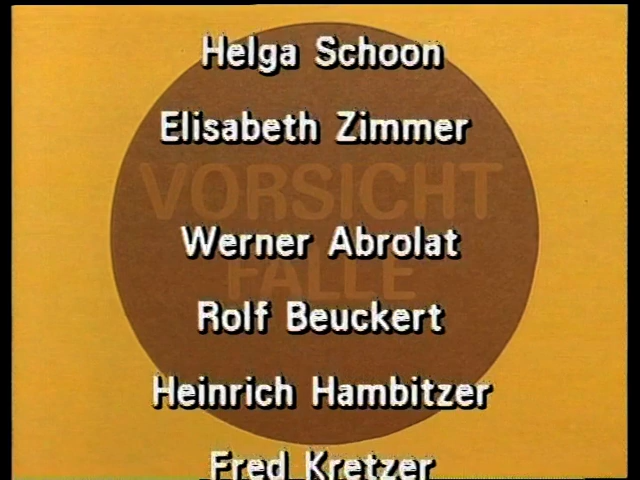 Helga Schoon
Elisabeth Zimmer
VORSICHT
Werner Abrolat
FALLE
Rolf Beuckert
Heinrich Hambitzer
Fred Kretzer